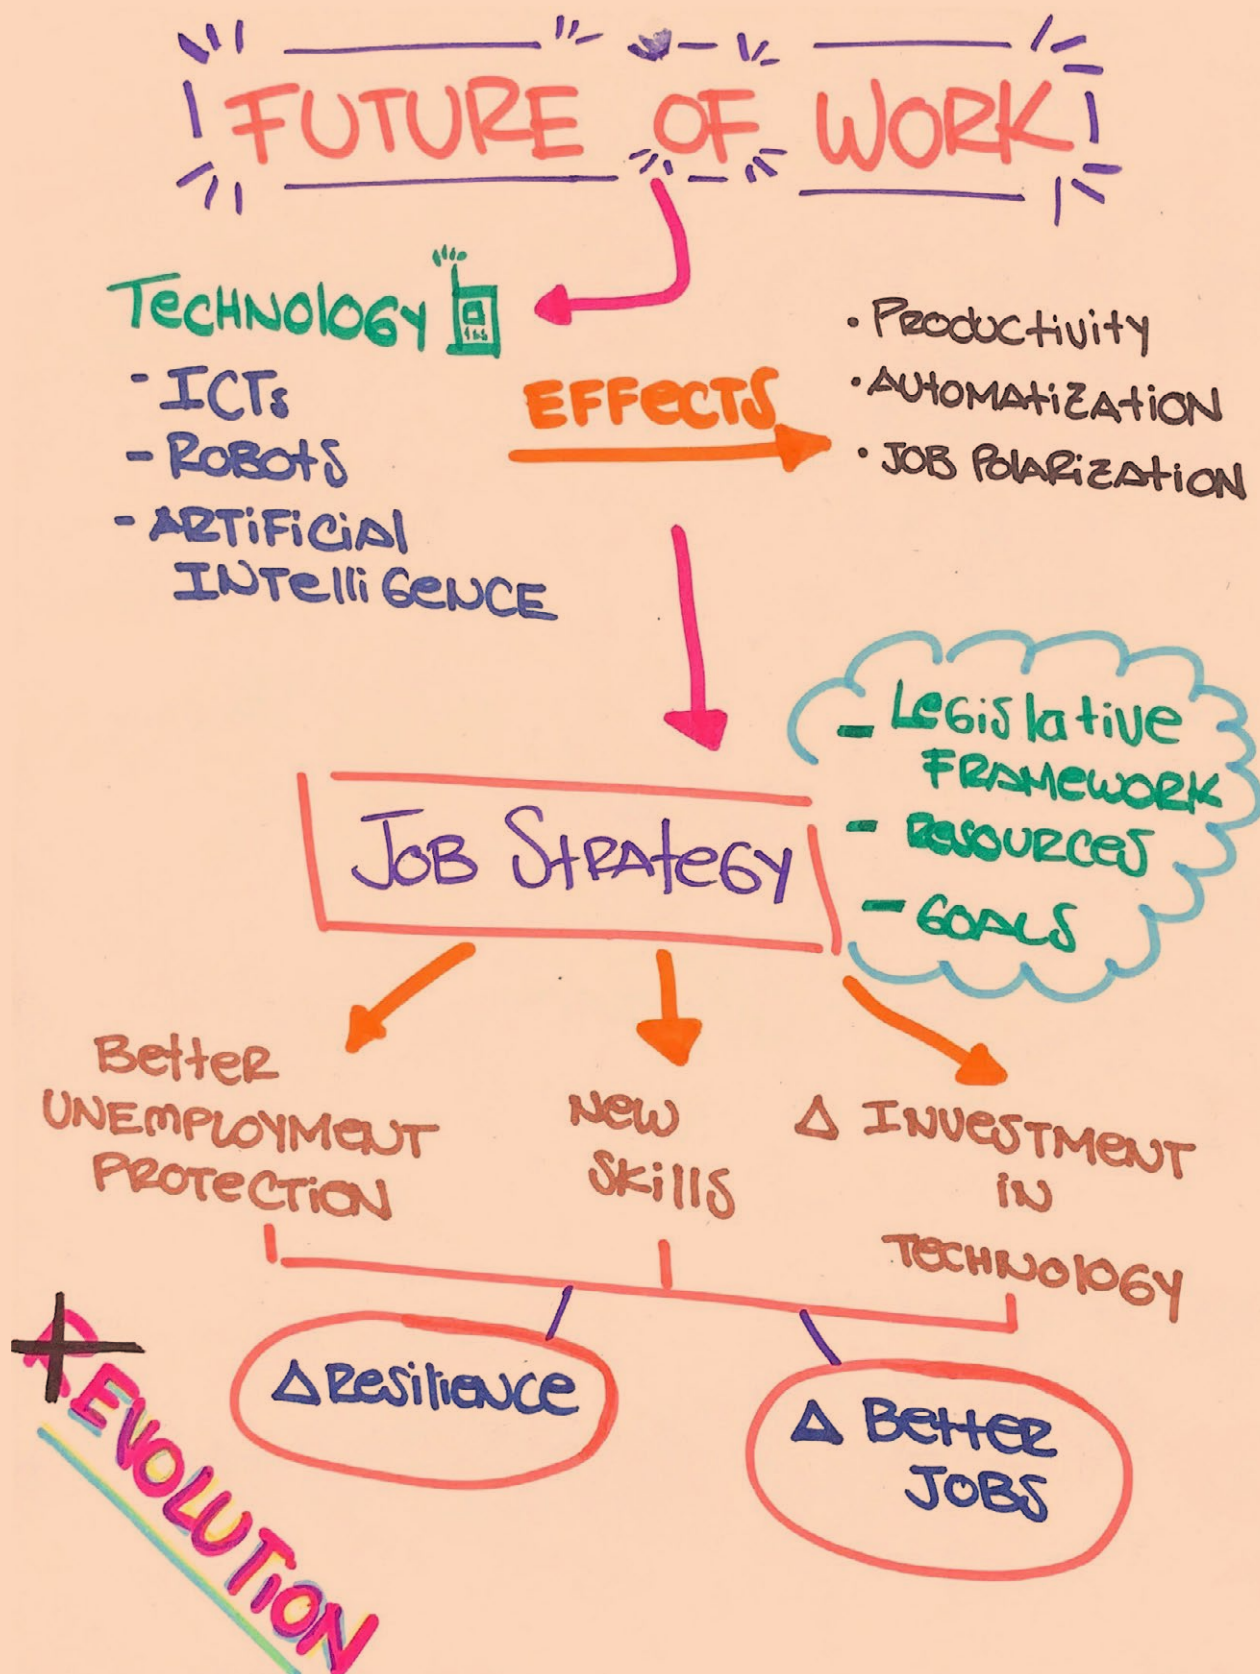 FUTURE OF WORK
TECHNOLOGY
- ICTs
- ROBOTS
- ARTIFICIAL
INTELLIGENCE
EFFECTS
• PRODUCTIVITY
• AUTOMATIZATION
• JOB POLARIZATION
JOB STRATEGY
- LEGISLATIVE
FRAMEWORK
- RESOURCES
- GOALS
BETTER
UNEMPLOYMENT
PROTECTION
NEW
SKILLS
Δ INVESTMENT
IN
TECHNOLOGY
Δ RESILIENCE
Δ BETTER
JOBS
REVOLUTION